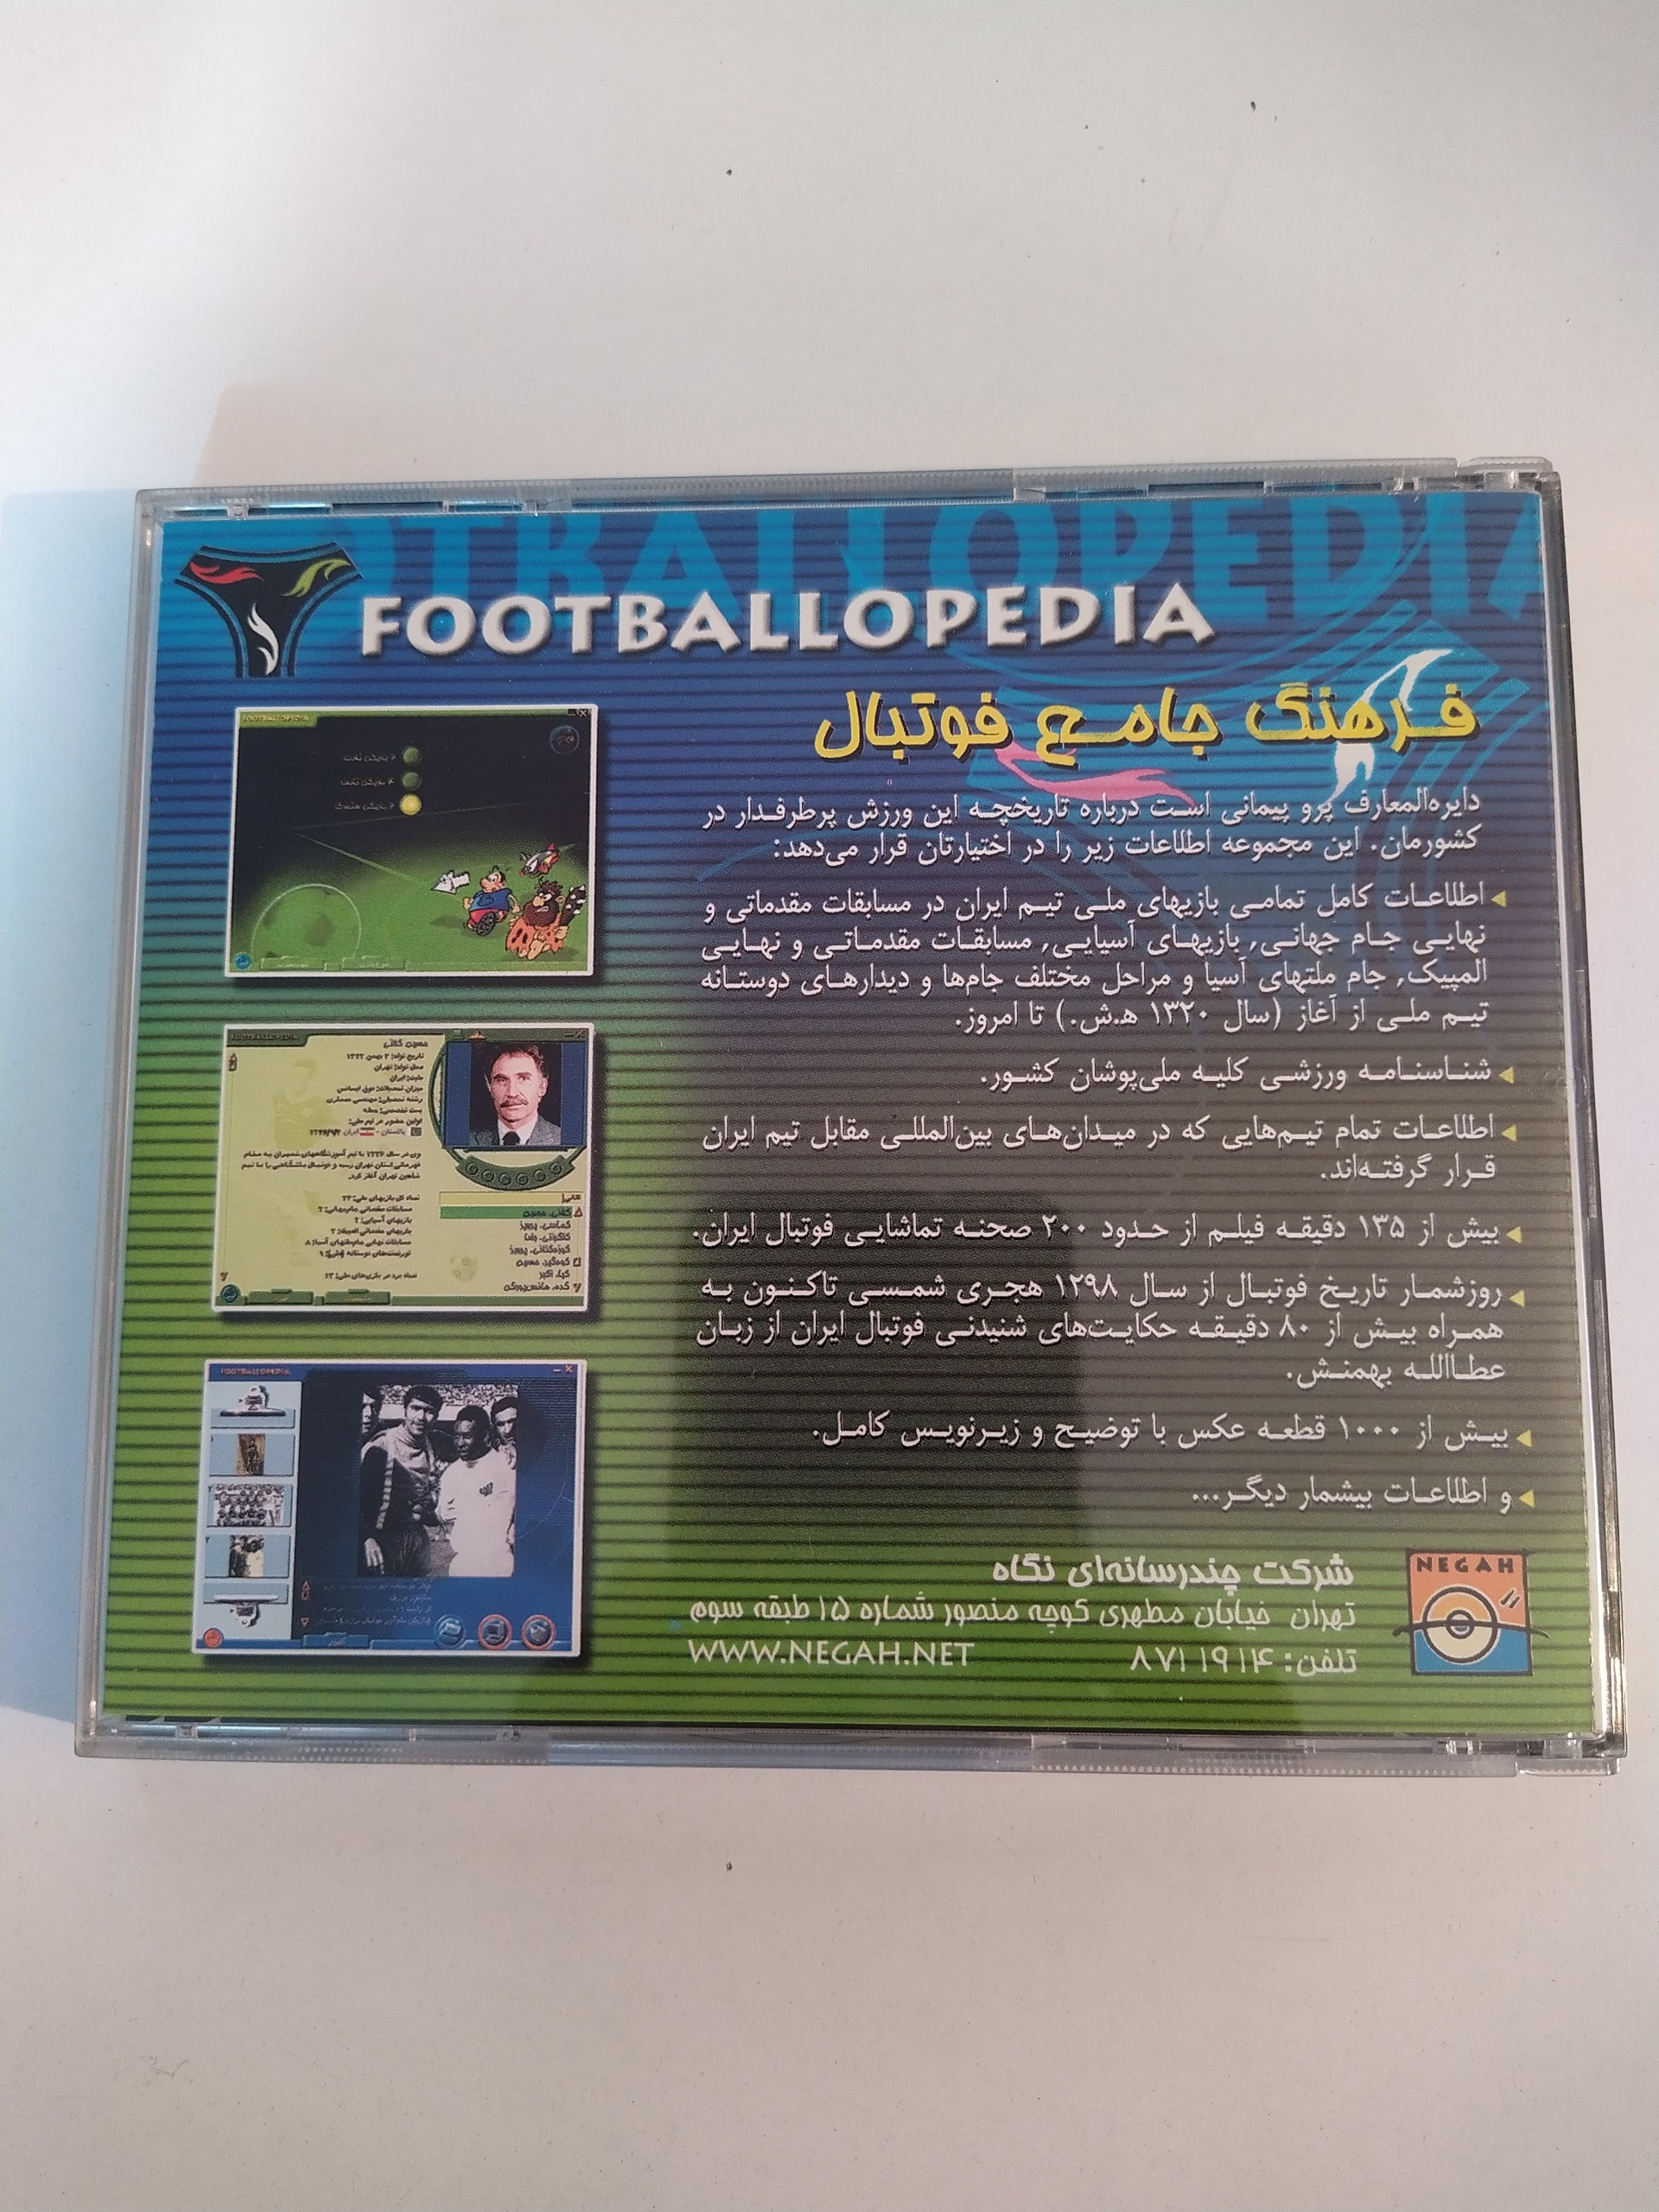 FOOTBALLOPEDIA
فرهنگ جامع فوتبال
دایره‌المعارف پرو پیمانی است درباره تاریخچه این ورزش پرطرفدار در
کشورمان. این مجموعه اطلاعات زیر را در اختیارتان قرار می‌دهد:
اطلاعات کامل تمامی بازیهای ملی تیم ایران در مسابقات مقدماتی و
نهایی جام جهانی, بازیهای آسیایی, مسابقات مقدماتی و نهایی
المپیک, جام ملتهای آسیا و مراحل مختلف جام‌ها و دیدارهای دوستانه
تیم ملی از آغاز (سال ۱۳۲۰ ه.ش.) تا امروز.
شناسنامه ورزشی کلیه ملی‌پوشان کشور.
اطلاعات تمام تیم‌هایی که در میدان‌های بین‌المللی مقابل تیم ایران
قرار گرفته‌اند.
بیش از ۱۳۵ دقیقه فیلم از حدود ۲۰۰ صحنه تماشایی فوتبال ایران.
روزشمار تاریخ فوتبال از سال ۱۲۹۸ هجری شمسی تاکنون به
همراه بیش از ۸۰ دقیقه حکایت‌های شنیدنی فوتبال ایران از زبان
عطاالله بهمنش.
بیش از ۱۰۰۰ قطعه عکس با توضیح و زیرنویس کامل.
و اطلاعات بیشمار دیگر...
شرکت چندرسانه‌ای نگاه
تهران خیابان مطهری کوچه منصور شماره ۱۵ طبقه سوم
تلفن: ۸۷۱۱۹۱۴
WWW.NEGAH.NET
NEGAH
FOOTBALLOPEDIA
FOOTBALLOPEDIA
FOOTBALLOPEDIA